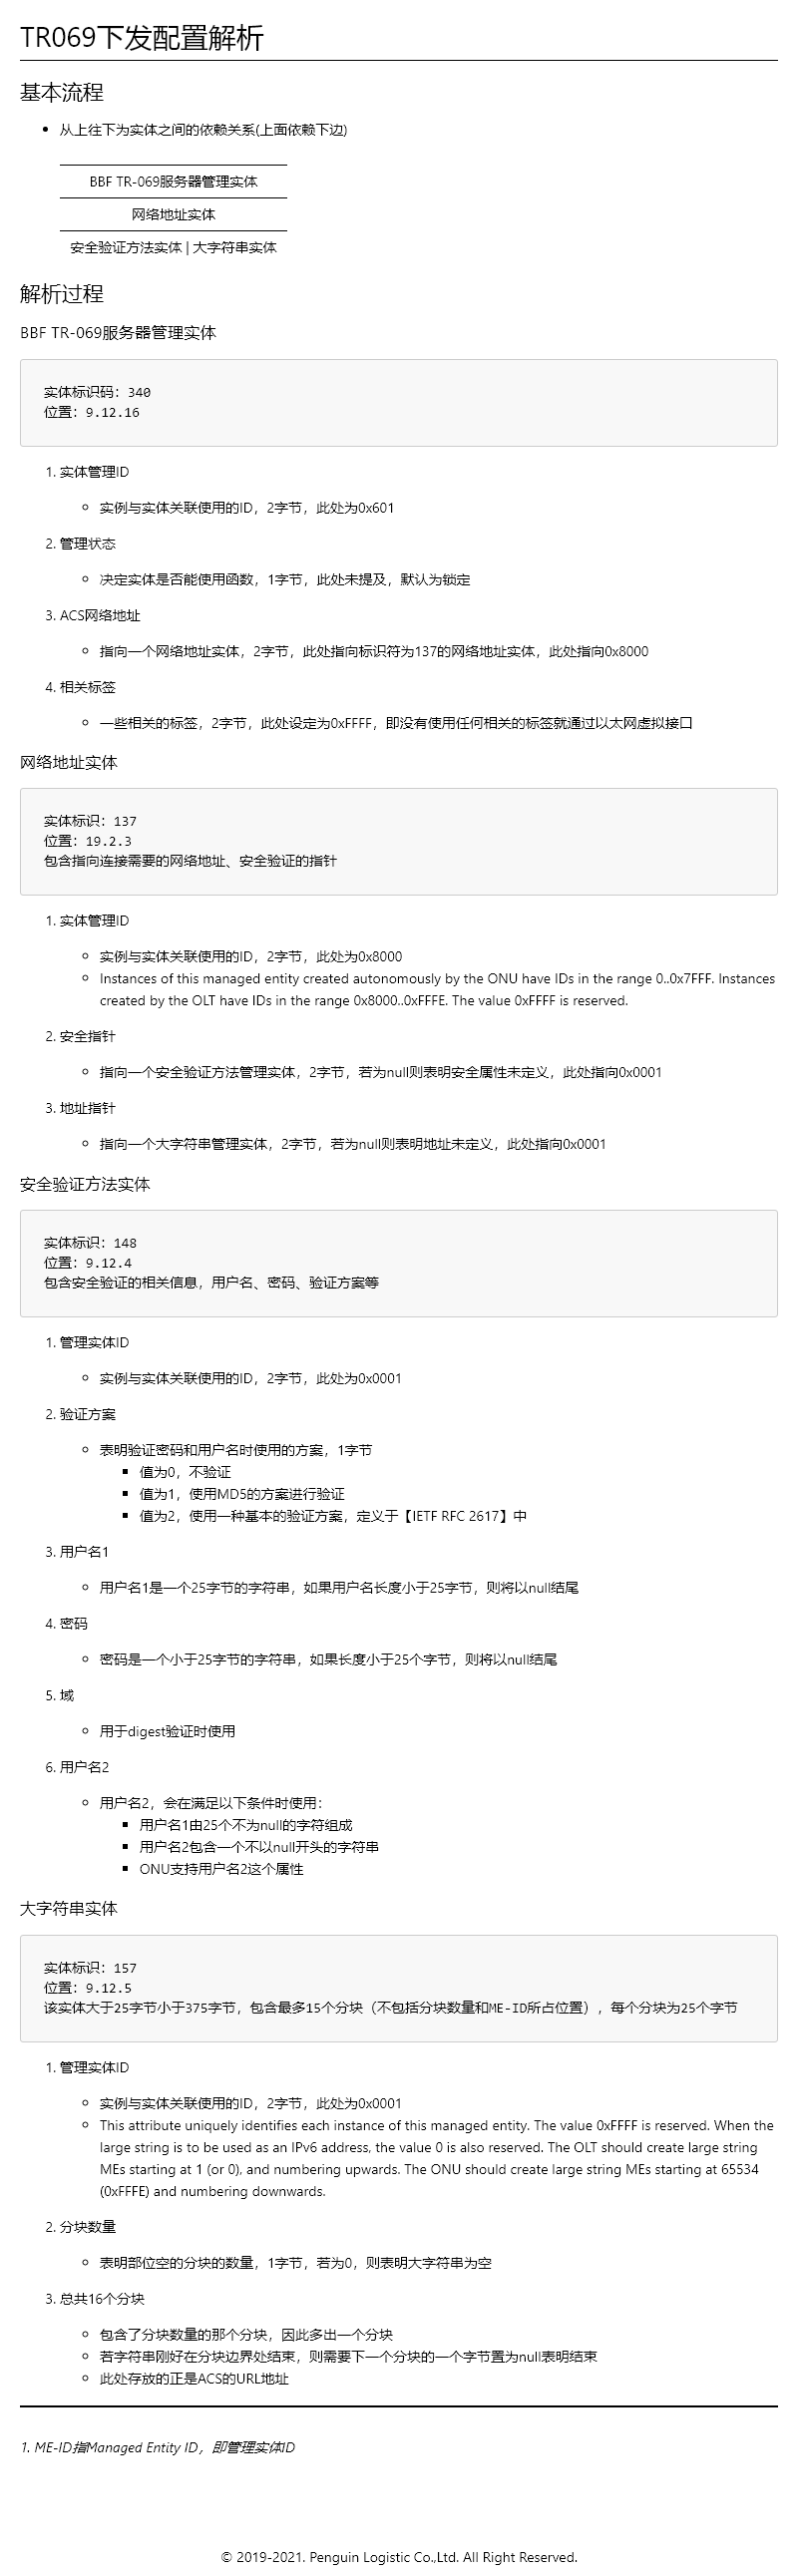 TR069下发配置解析
基本流程
从上往下为实体之间的依赖关系(上面依赖下边)
BBF TR-069服务器管理实体
网络地址实体
安全验证方法实体 | 大字符串实体
解析过程
BBF TR-069服务器管理实体
实体标识码：340
位置：9.12.16
1. 实体管理ID
实例与实体关联使用的ID，2字节，此处为0x601
2. 管理状态
决定实体是否能使用函数，1字节，此处未提及，默认为锁定
3. ACS网络地址
指向一个网络地址实体，2字节，此处指向标识符为137的网络地址实体，此处指向0x8000
4. 相关标签
一些相关的标签，2字节，此处设定为0xFFFF，即没有使用任何相关的标签就通过以太网虚拟接口
网络地址实体
实体标识：137
位置：19.2.3
包含指向连接需要的网络地址、安全验证的指针
1. 实体管理ID
实例与实体关联使用的ID，2字节，此处为0x8000
Instances of this managed entity created autonomously by the ONU have IDs in the range 0..0x7FFF. Instances
created by the OLT have IDs in the range 0x8000..0xFFFE. The value 0xFFFF is reserved.
2. 安全指针
指向一个安全验证方法管理实体，2字节，若为null则表明安全属性未定义，此处指向0x0001
3. 地址指针
指向一个大字符串管理实体，2字节，若为null则表明地址未定义，此处指向0x0001
安全验证方法实体
实体标识：148
位置：9.12.4
包含安全验证的相关信息，用户名、密码、验证方案等
1. 管理实体ID
实例与实体关联使用的ID，2字节，此处为0x0001
2. 验证方案
表明验证密码和用户名时使用的方案，1字节
值为0，不验证
值为1，使用MD5的方案进行验证
值为2，使用一种基本的验证方案，定义于【IETF RFC 2617】中
3. 用户名1
用户名1是一个25字节的字符串，如果用户名长度小于25字节，则将以null结尾
4. 密码
密码是一个小于25字节的字符串，如果长度小于25个字节，则将以null结尾
5. 域
用于digest验证时使用
6. 用户名2
用户名2，会在满足以下条件时使用：
用户名1由25个不为null的字符组成
用户名2包含一个不以null开头的字符串
ONU支持用户名2这个属性
大字符串实体
实体标识：157
位置：9.12.5
该实体大于25字节小于375字节，包含最多15个分块（不包括分块数量和ME-ID所占位置），每个分块为25个字节
1. 管理实体ID
实例与实体关联使用的ID，2字节，此处为0x0001
This attribute uniquely identifies each instance of this managed entity. The value 0xFFFF is reserved. When the
large string is to be used as an IPv6 address, the value 0 is also reserved. The OLT should create large string
MEs starting at 1 (or 0), and numbering upwards. The ONU should create large string MEs starting at 65534
(0xFFFE) and numbering downwards.
2. 分块数量
表明部位空的分块的数量，1字节，若为0，则表明大字符串为空
3. 总共16个分块
包含了分块数量的那个分块，因此多出一个分块
若字符串刚好在分块边界处结束，则需要下一个分块的一个字节置为null表明结束
此处存放的正是ACS的URL地址
1. ME-ID指Managed Entity ID，即管理实体ID
© 2019-2021. Penguin Logistic Co.,Ltd. All Right Reserved.